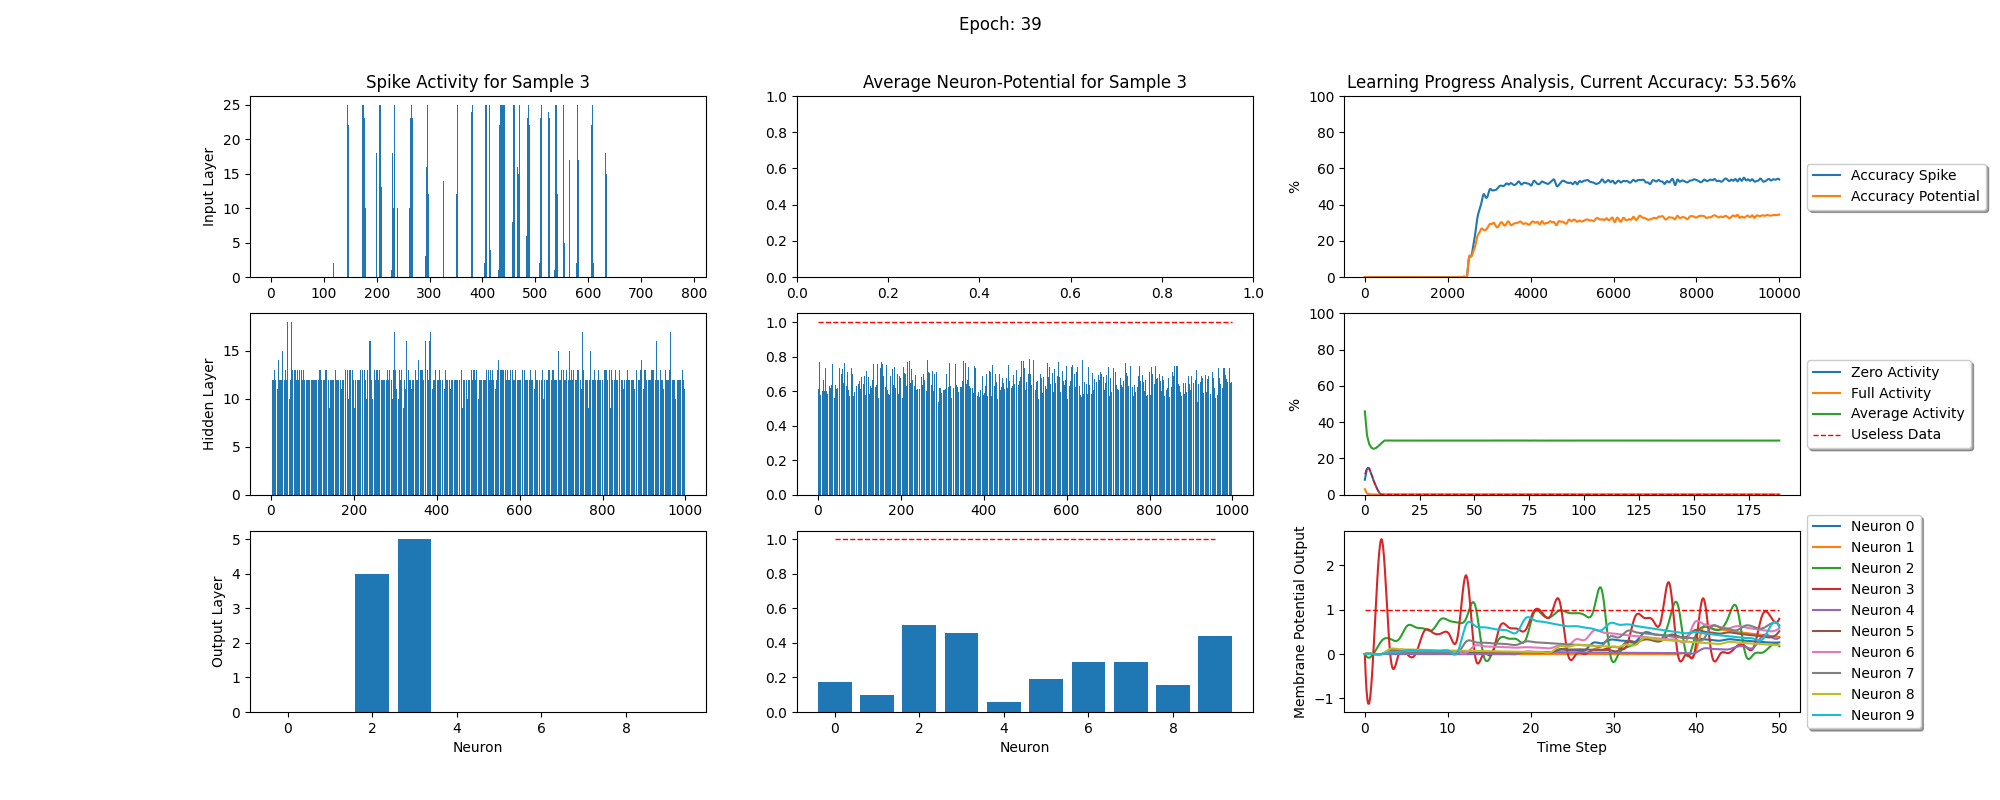 Epoch: 39
Spike Activity for Sample 3
Average Neuron-Potential for Sample 3
Learning Progress Analysis, Current Accuracy: 53.56%
Input Layer
25
20
15
10
5
0
0 100 200 300 400 500 600 700 800
1.0
0.8
0.6
0.4
0.2
0.0
0.0 0.2 0.4 0.6 0.8 1.0
%
100
80
60
40
20
0
0 2000 4000 6000 8000 10000
Accuracy Spike
Accuracy Potential
Hidden Layer
15
10
5
0
0 200 400 600 800 1000
1.0
0.8
0.6
0.4
0.2
0.0
0 200 400 600 800 1000
%
100
80
60
40
20
0
0 25 50 75 100 125 150 175
Zero Activity
Full Activity
Average Activity
Useless Data
Output Layer
5
4
3
2
1
0
0 2 4 6 8
Neuron
1.0
0.8
0.6
0.4
0.2
0.0
0 2 4 6 8
Neuron
Membrane Potential Output
2
1
0
−1
0 10 20 30 40 50
Time Step
Neuron 0
Neuron 1
Neuron 2
Neuron 3
Neuron 4
Neuron 5
Neuron 6
Neuron 7
Neuron 8
Neuron 9